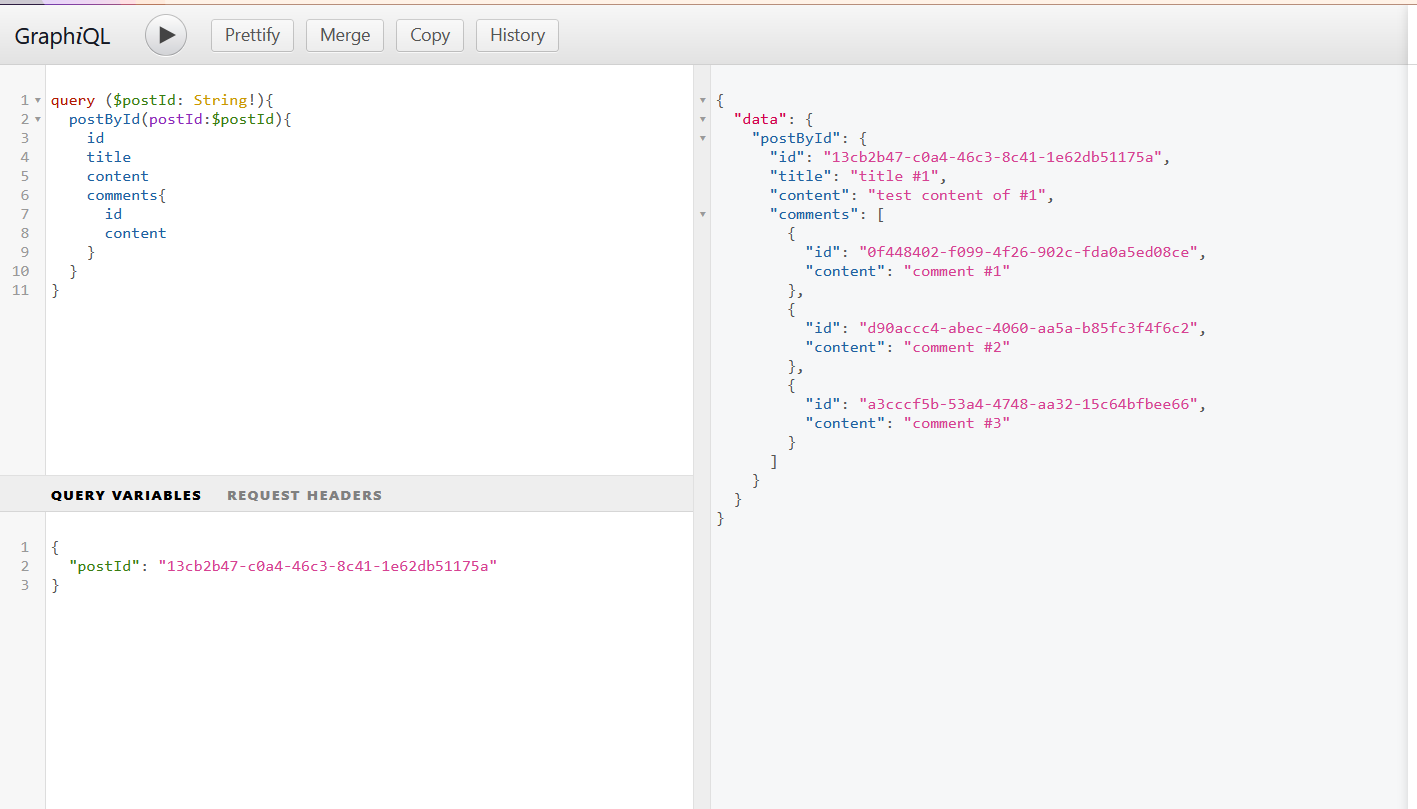 GraphiQL
Prettify
Merge
Copy
History
1 query ($postId: String!){
2 postById(postId:$postId){
3 id
4 title
5 content
6 comments{
7 id
8 content
9 }
10 }
11 }
QUERY VARIABLES REQUEST HEADERS
1 {
2 "postId": "13cb2b47-c0a4-46c3-8c41-1e62db51175a"
3 }
{
"data": {
"postById": {
"id": "13cb2b47-c0a4-46c3-8c41-1e62db51175a",
"title": "title #1",
"content": "test content of #1",
"comments": [
{
"id": "0f448402-f099-4f26-902c-fda0a5ed08ce",
"content": "comment #1"
},
{
"id": "d90accc4-abec-4060-aa5a-b85fc3f4f6c2",
"content": "comment #2"
},
{
"id": "a3cccf5b-53a4-4748-aa32-15c64bfbee66",
"content": "comment #3"
}
]
}
}
}